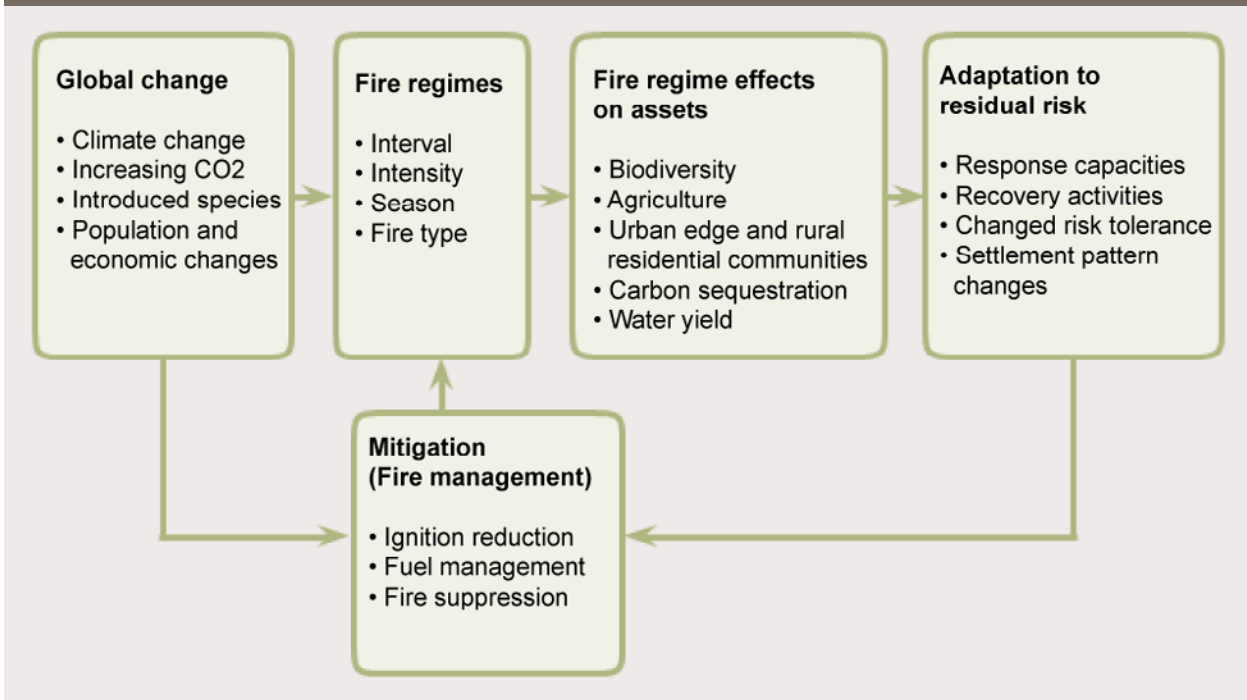 Global change
• Climate change
• Increasing CO2
• Introduced species
• Population and
economic changes
Fire regimes
• Interval
• Intensity
• Season
• Fire type
Fire regime effects
on assets
• Biodiversity
• Agriculture
• Urban edge and rural
residential communities
• Carbon sequestration
• Water yield
Adaptation to
residual risk
• Response capacities
• Recovery activities
• Changed risk tolerance
• Settlement pattern
changes
Mitigation
(Fire management)
• Ignition reduction
• Fuel management
• Fire suppression